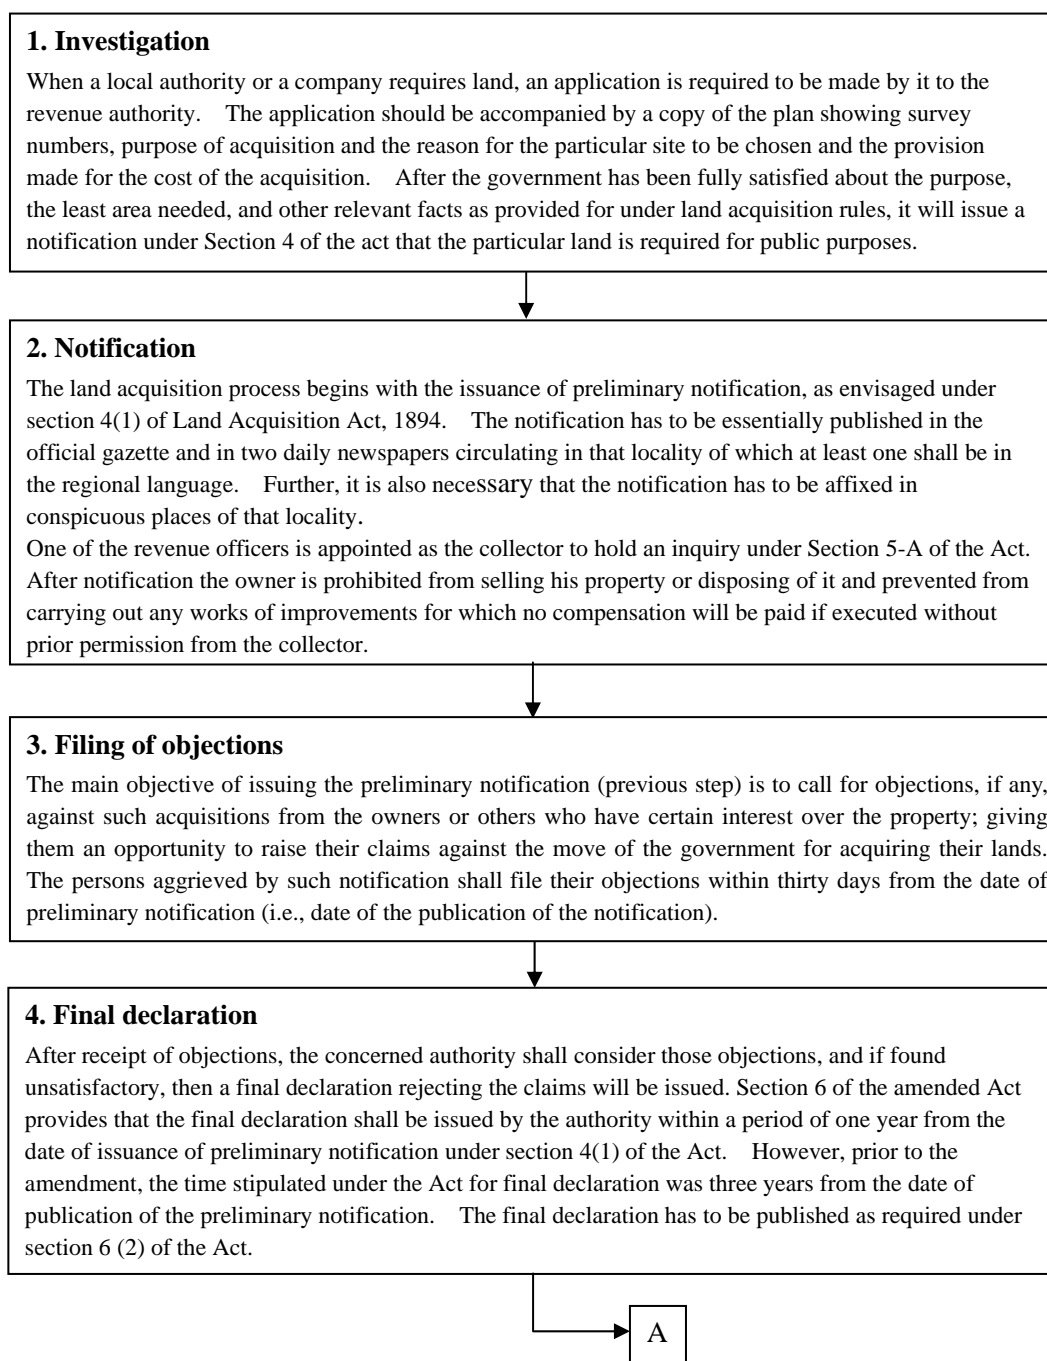 1. Investigation
When a local authority or a company requires land, an application is required to be made by it to the
revenue authority. The application should be accompanied by a copy of the plan showing survey
numbers, purpose of acquisition and the reason for the particular site to be chosen and the provision
made for the cost of the acquisition. After the government has been fully satisfied about the purpose,
the least area needed, and other relevant facts as provided for under land acquisition rules, it will issue a
notification under Section 4 of the act that the particular land is required for public purposes.
2. Notification
The land acquisition process begins with the issuance of preliminary notification, as envisaged under
section 4(1) of Land Acquisition Act, 1894. The notification has to be essentially published in the
official gazette and in two daily newspapers circulating in that locality of which at least one shall be in
the regional language. Further, it is also necessary that the notification has to be affixed in
conspicuous places of that locality.
One of the revenue officers is appointed as the collector to hold an inquiry under Section 5-A of the Act.
After notification the owner is prohibited from selling his property or disposing of it and prevented from
carrying out any works of improvements for which no compensation will be paid if executed without
prior permission from the collector.
3. Filing of objections
The main objective of issuing the preliminary notification (previous step) is to call for objections, if any,
against such acquisitions from the owners or others who have certain interest over the property; giving
them an opportunity to raise their claims against the move of the government for acquiring their lands.
The persons aggrieved by such notification shall file their objections within thirty days from the date of
preliminary notification (i.e., date of the publication of the notification).
4. Final declaration
After receipt of objections, the concerned authority shall consider those objections, and if found
unsatisfactory, then a final declaration rejecting the claims will be issued. Section 6 of the amended Act
provides that the final declaration shall be issued by the authority within a period of one year from the
date of issuance of preliminary notification under section 4(1) of the Act. However, prior to the
amendment, the time stipulated under the Act for final declaration was three years from the date of
publication of the preliminary notification. The final declaration has to be published as required under
section 6 (2) of the Act.
A